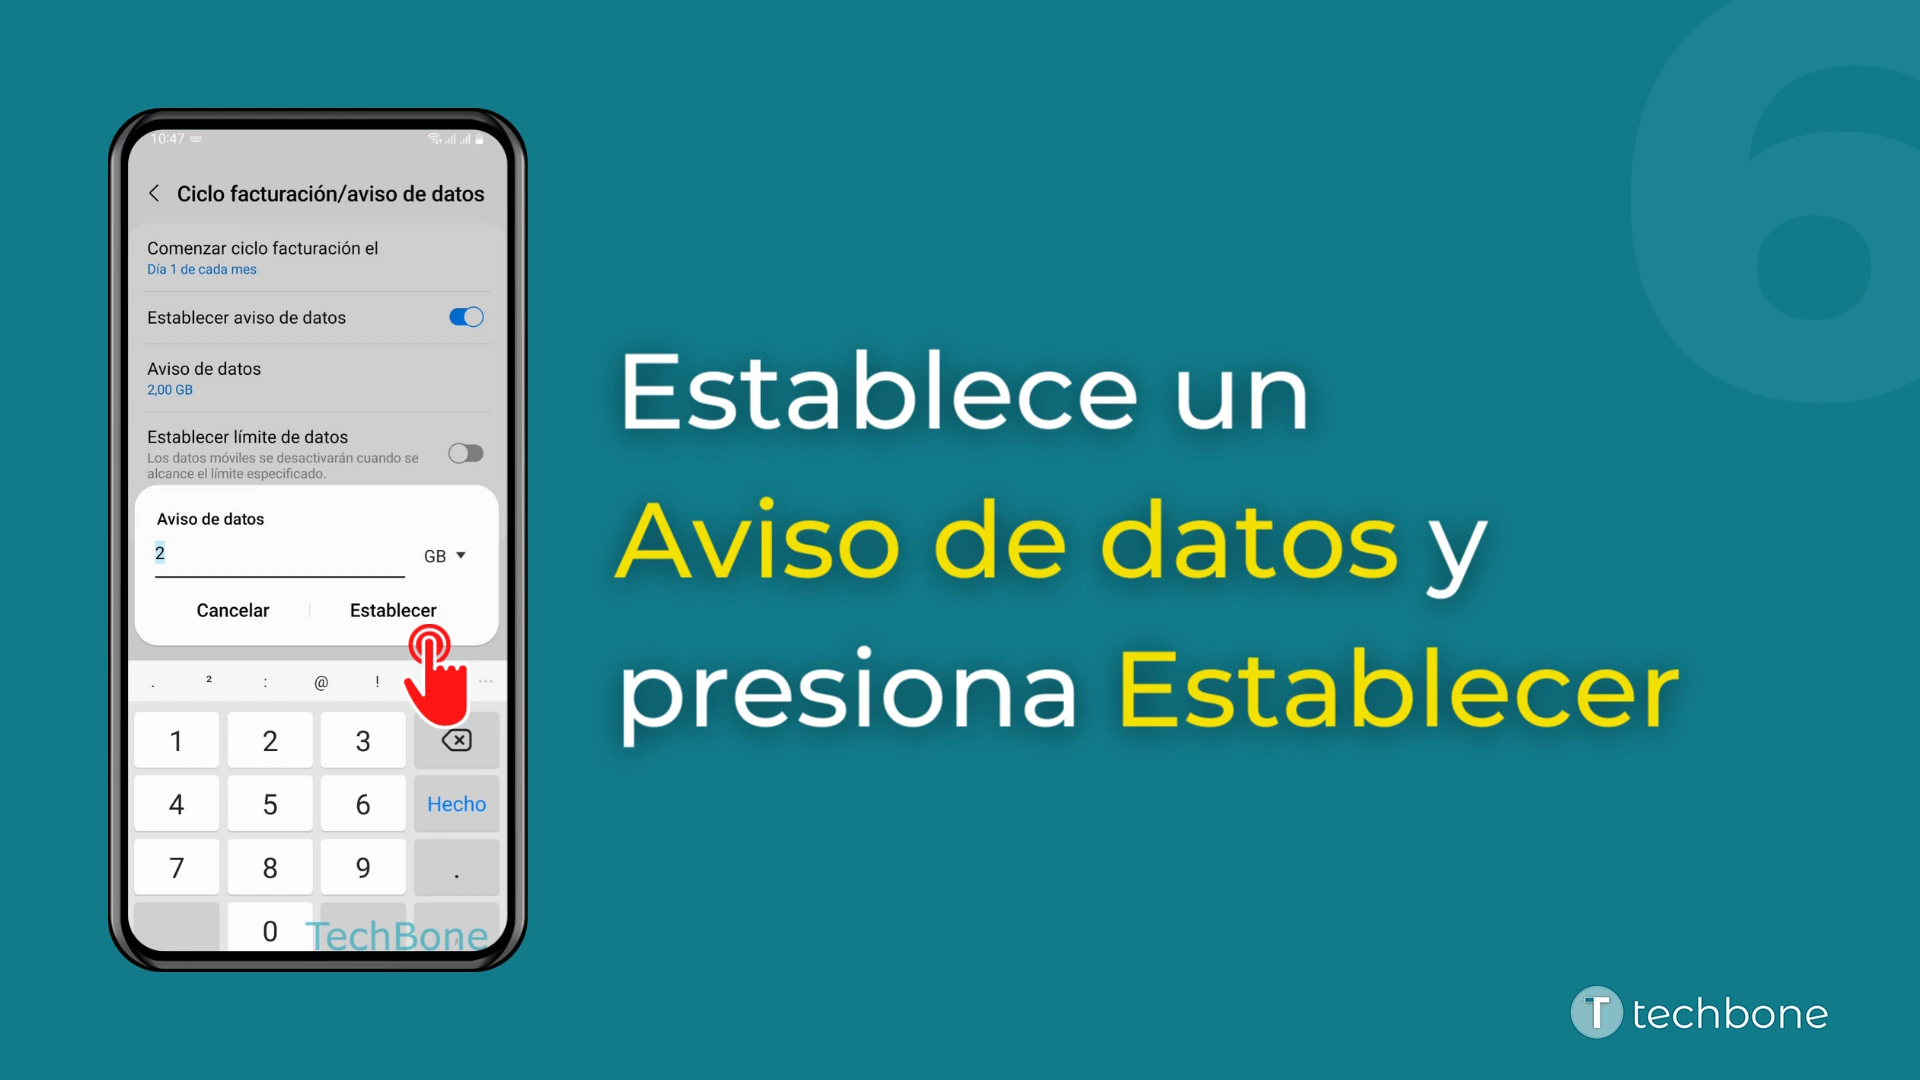 6
10:47
Ciclo facturación/aviso de datos
Comenzar ciclo facturación el
Día 1 de cada mes
Establecer aviso de datos
Aviso de datos
2,00 GB
Establecer límite de datos
Los datos móviles se desactivarán cuando se
alcance el límite especificado.
Aviso de datos
2 GB
Cancelar Establecer
. ² : @ ! ...
1 2 3
4 5 6 Hecho
7 8 9 .
0 ,
TechBone
Establece un
Aviso de datos y
presiona Establecer
T techbone